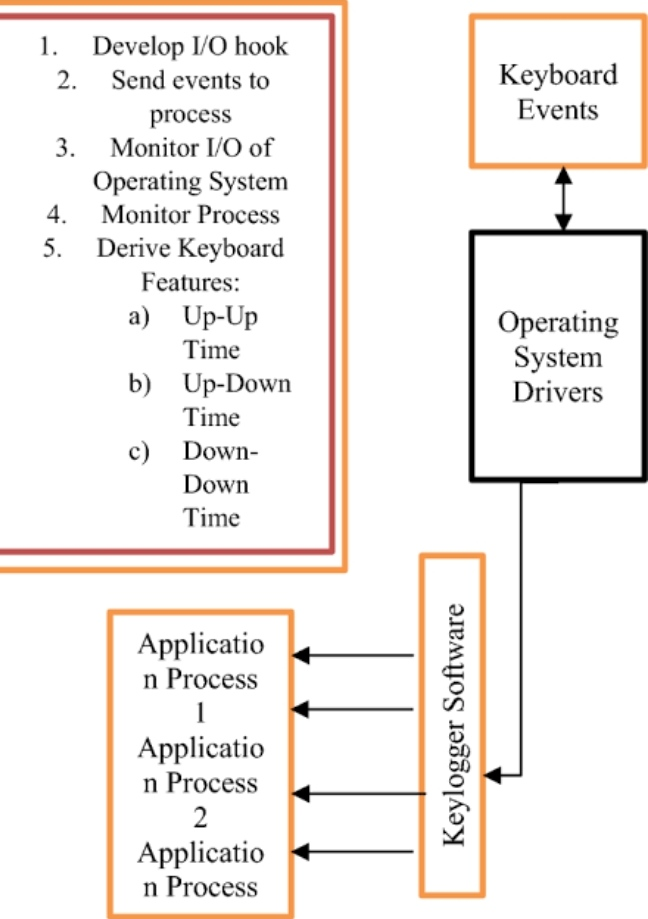 1. Develop I/O hook
2. Send events to
process
3. Monitor I/O of
Operating System
4. Monitor Process
5. Derive Keyboard
Features:
a) Up-Up
Time
b) Up-Down
Time
c) Down-
Down
Time
Keyboard
Events
Operating
System
Drivers
Keylogger Software
Applicatio
n Process
1
Applicatio
n Process
2
Applicatio
n Process